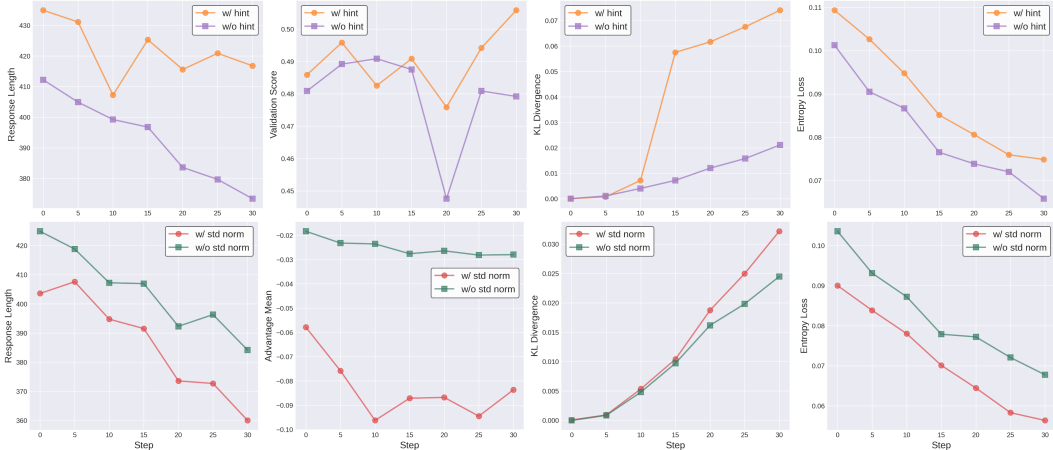 w/ hint
w/o hint
Response Length
435
430
420
410
400
390
380
0 5 10 15 20 25 30
w/ hint
w/o hint
Validation Score
0.50
0.49
0.48
0.47
0.46
0.45
0 5 10 15 20 25 30
w/ hint
w/o hint
KL Divergence
0.07
0.06
0.05
0.04
0.03
0.02
0.01
0.00
0 5 10 15 20 25 30
w/ hint
w/o hint
Entropy Loss
0.10
0.09
0.08
0.07
0 5 10 15 20 25 30
w/ std norm
w/o std norm
Response Length
420
410
400
390
380
370
360
0 5 10 15 20 25 30
Step
w/ std norm
w/o std norm
Advantage Mean
−0.02
−0.03
−0.04
−0.05
−0.06
−0.07
−0.08
−0.09
−0.10
0 5 10 15 20 25 30
Step
w/ std norm
w/o std norm
KL Divergence
0.030
0.025
0.020
0.015
0.010
0.005
0.000
0 5 10 15 20 25 30
Step
w/ std norm
w/o std norm
Entropy Loss
0.10
0.09
0.08
0.07
0.06
0 5 10 15 20 25 30
Step